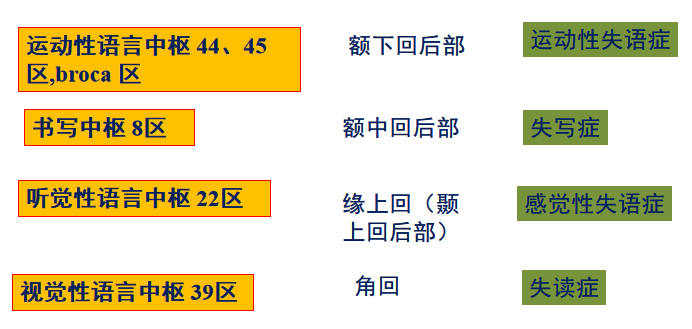 运动性语言中枢 44、45
区,broca 区
额下回后部
运动性失语症
书写中枢 8区
额中回后部
失写症
听觉性语言中枢 22区
缘上回（颞
上回后部）
感觉性失语症
视觉性语言中枢 39区
角回
失读症